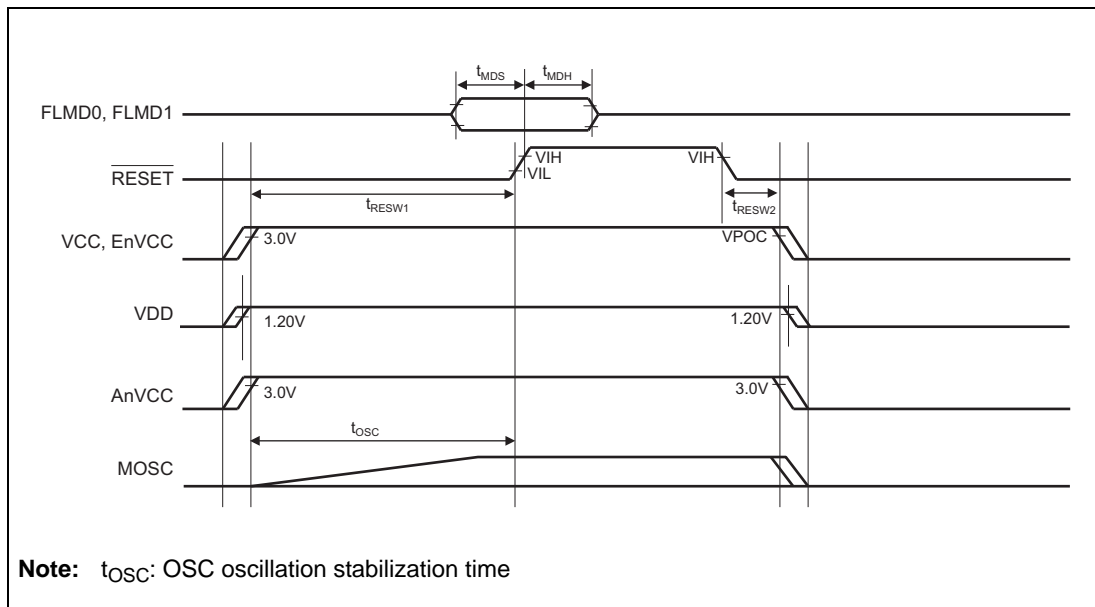 tMDS tMDH
FLMD0, FLMD1
VIH VIH
RESET
VIL
tRESW1 tRESW2
VCC, EnVCC 3.0V VPOC
VDD 1.20V 1.20V
AnVCC 3.0V 3.0V
tOSC
MOSC
Note: tOSC: OSC oscillation stabilization time